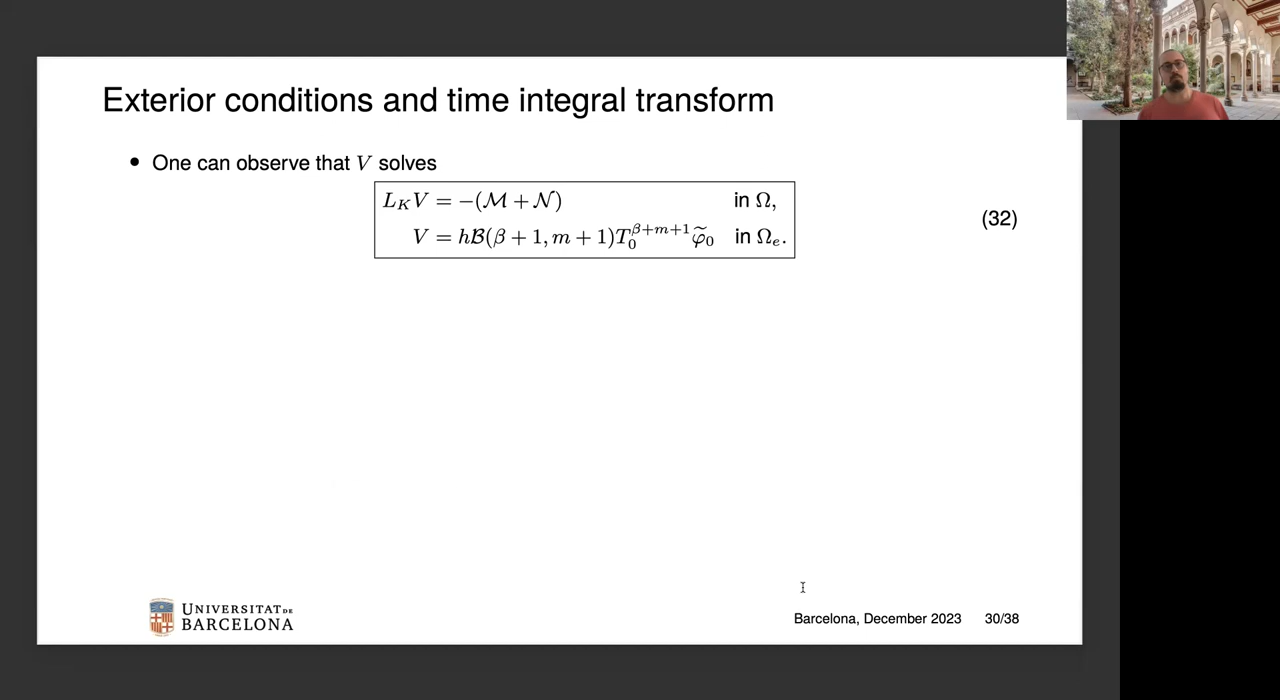 Exterior conditions and time integral transform
• One can observe that V solves
L_K V = −(ℳ + 𝒩) in Ω,
V = hℬ(β + 1, m + 1)T_0^{β+m+1} φ̃_0 in Ω_e.
(32)
UNIVERSITAT DE
BARCELONA
Barcelona, December 2023 30/38